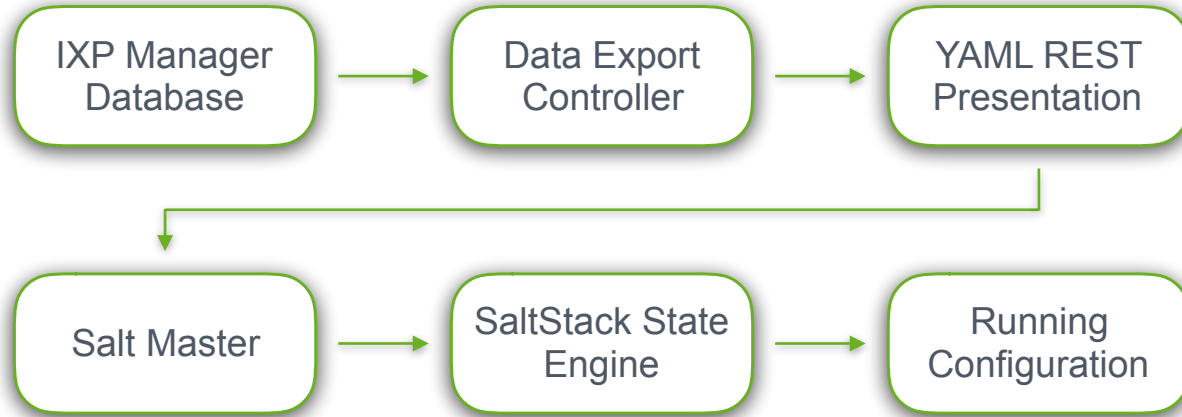 IXP Manager
Database
Data Export
Controller
YAML REST
Presentation
Salt Master
SaltStack State
Engine
Running
Configuration